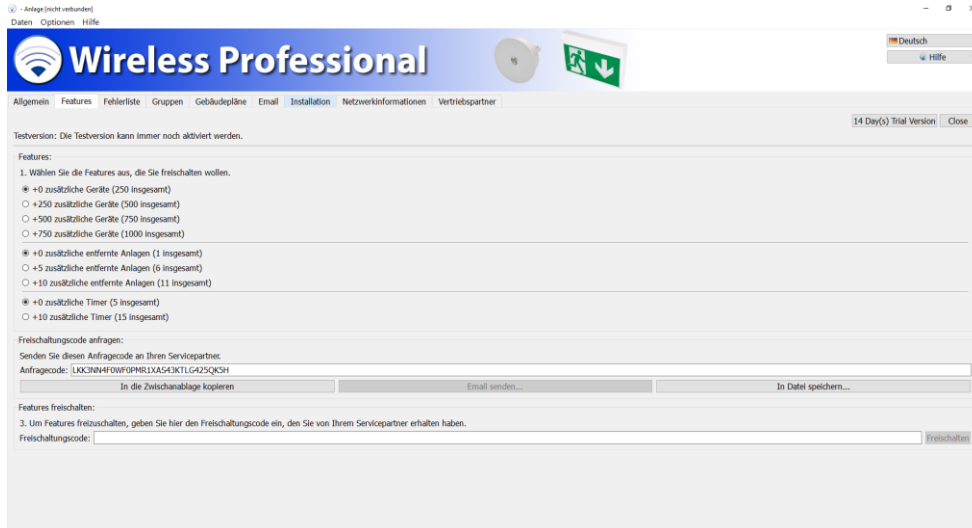 - Anlage [nicht verbunden]
Daten Optionen Hilfe
Wireless Professional
Deutsch
Hilfe
Allgemein Features Fehlerliste Gruppen Gebäudepläne Email Installation Netzwerkinformationen Vertriebspartner
14 Day(s) Trial Version Close
Testversion: Die Testversion kann immer noch aktiviert werden.
Features:
1. Wählen Sie die Features aus, die Sie freischalten wollen.
+0 zusätzliche Geräte (250 insgesamt)
+250 zusätzliche Geräte (500 insgesamt)
+500 zusätzliche Geräte (750 insgesamt)
+750 zusätzliche Geräte (1000 insgesamt)
+0 zusätzliche entfernte Anlagen (1 insgesamt)
+5 zusätzliche entfernte Anlagen (6 insgesamt)
+10 zusätzliche entfernte Anlagen (11 insgesamt)
+0 zusätzliche Timer (5 insgesamt)
+10 zusätzliche Timer (15 insgesamt)
Freischaltungscode anfragen:
Senden Sie diesen Anfragecode an Ihren Servicepartner.
Anfragecode: LKK3NN4F0WF0PMR1XAS43KTLG425QK5H
In die Zwischanablage kopieren Email senden... In Datei speichern...
Features freischalten:
3. Um Features freizuschalten, geben Sie hier den Freischaltungscode ein, den Sie von Ihrem Servicepartner erhalten haben.
Freischaltungscode: Freischalten